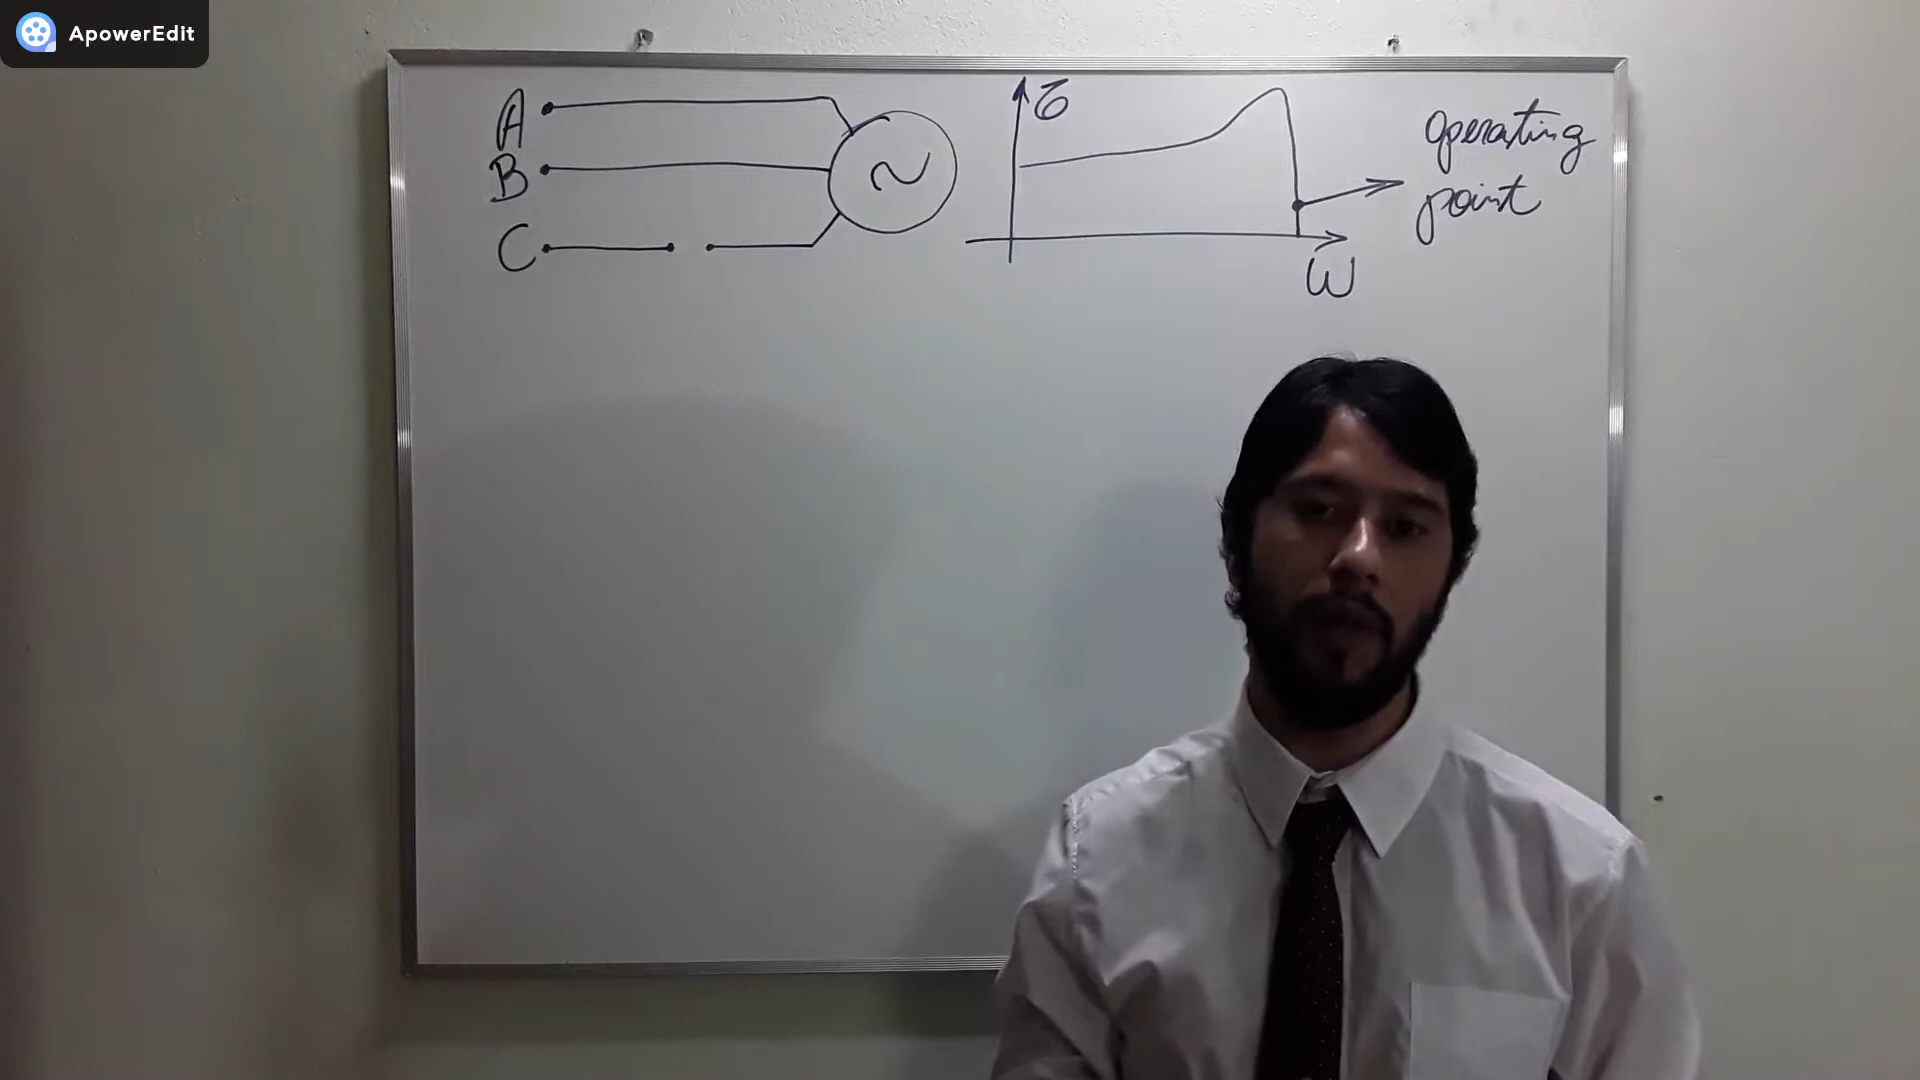 ApowerEdit
A
B
C
~
τ
operating
point
ω